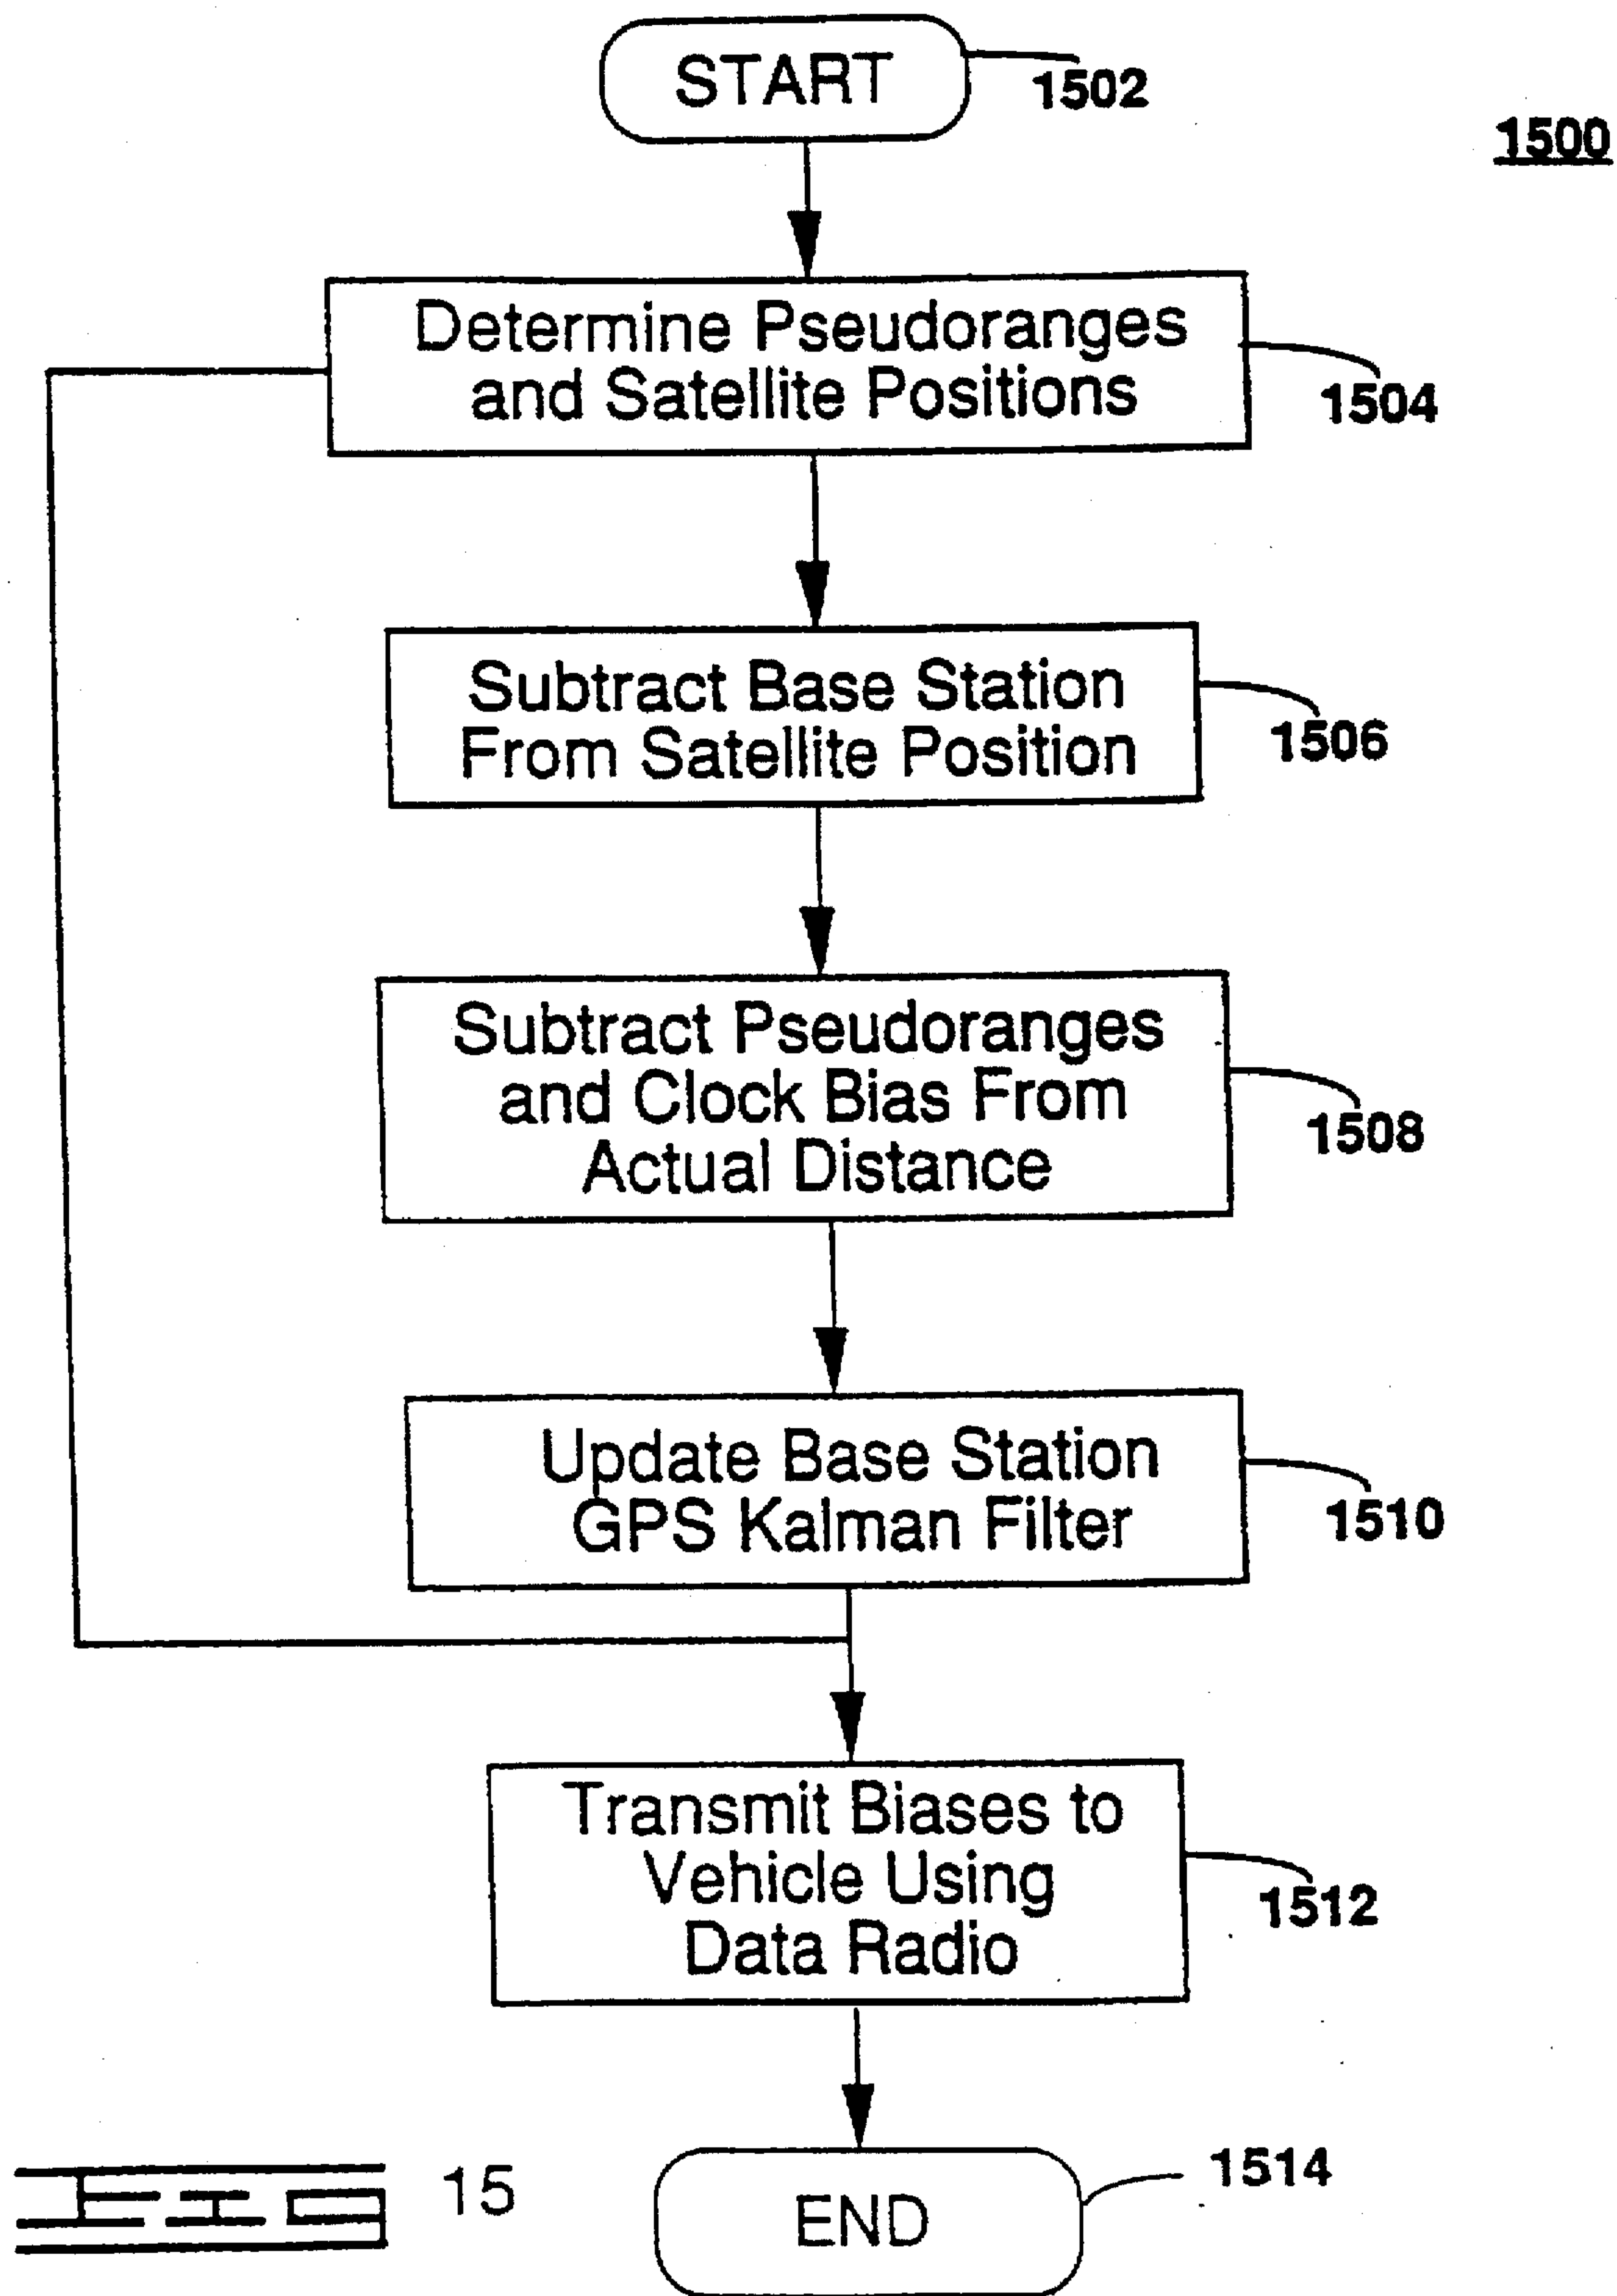 START
1502
1500
Determine Pseudoranges
and Satellite Positions
1504
Subtract Base Station
From Satellite Position
1506
Subtract Pseudoranges
and Clock Bias From
Actual Distance
1508
Update Base Station
GPS Kalman Filter
1510
Transmit Biases to
Vehicle Using
Data Radio
1512
END
1514
FIG 15